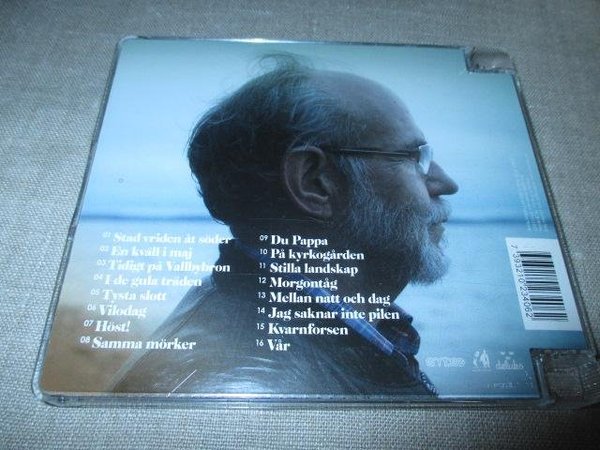 01 Stad vriden åt söder
02 En kväll i maj
03 Tidigt på Vallbybron
04 I de gula träden
05 Tysta slott
06 Vilodag
07 Höst!
08 Samma mörker
09 Du Pappa
10 På kyrkogården
11 Stilla landskap
12 Morgontåg
13 Mellan natt och dag
14 Jag saknar inte pilen
15 Kvarnforsen
16 Vår